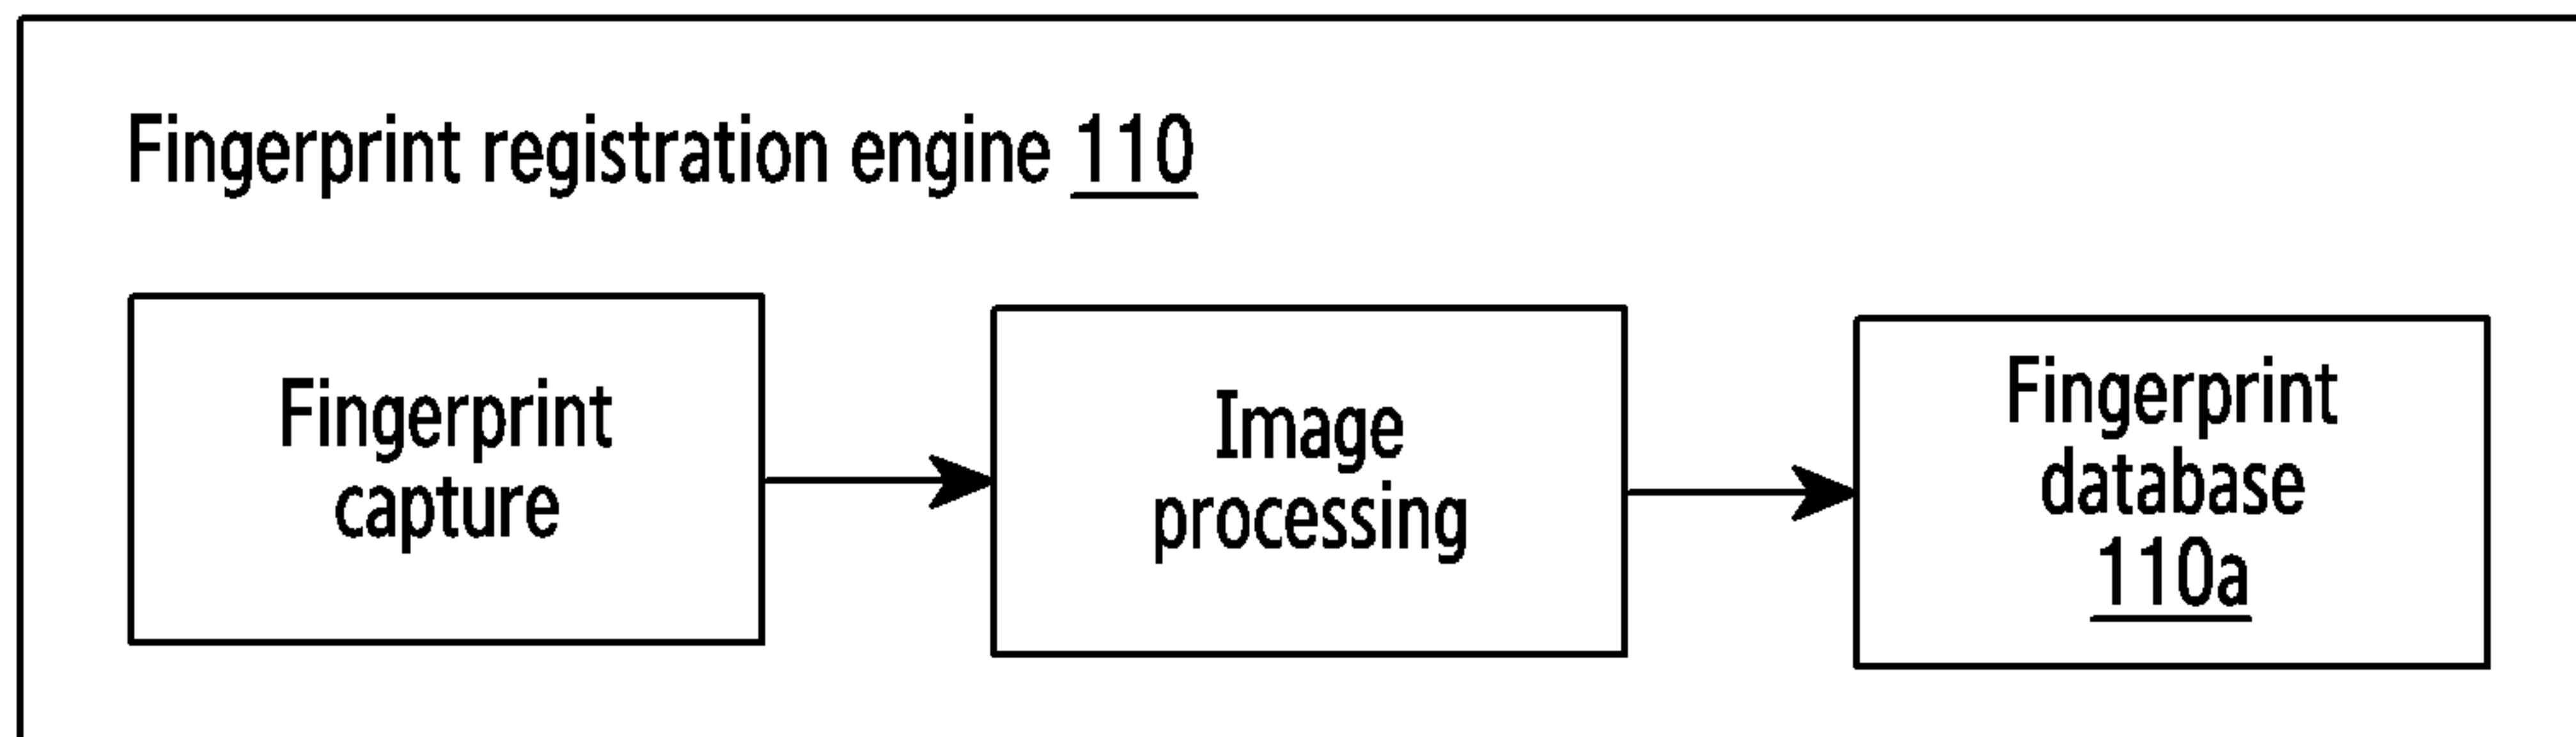 Fingerprint registration engine 110
Fingerprint
capture
Image
processing
Fingerprint
database
110a